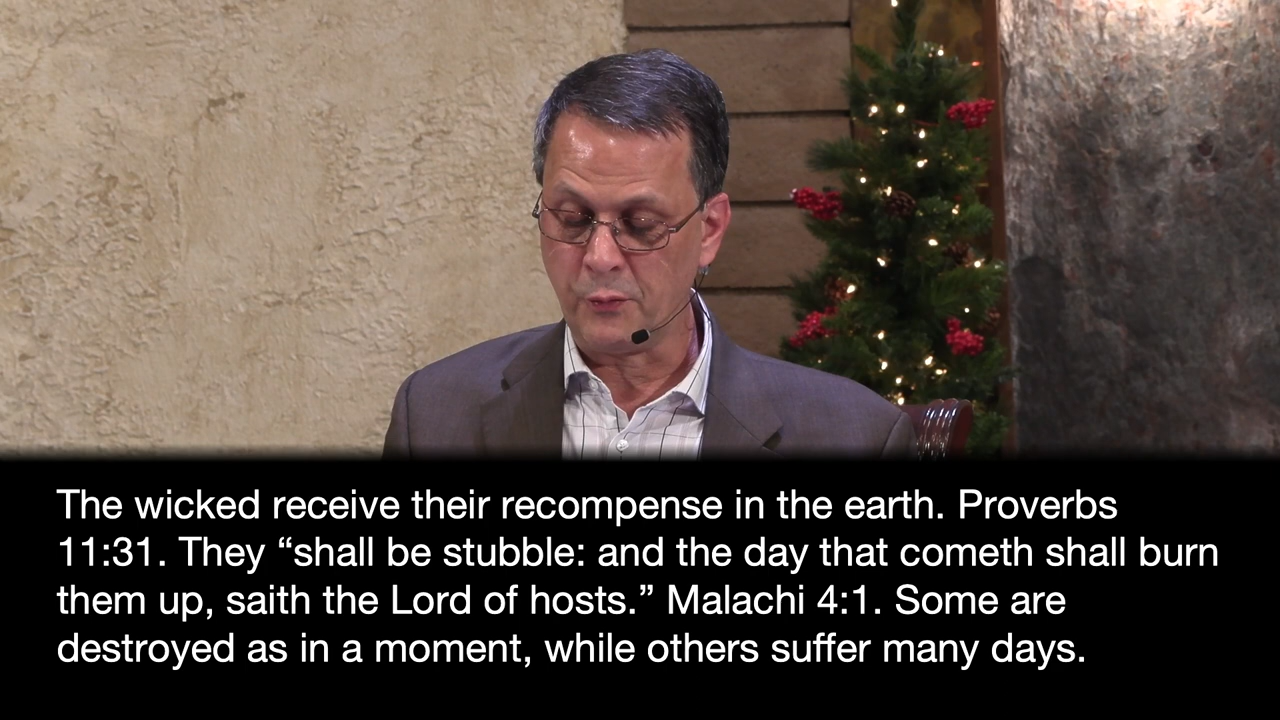 The wicked receive their recompense in the earth. Proverbs
11:31. They “shall be stubble: and the day that cometh shall burn
them up, saith the Lord of hosts.” Malachi 4:1. Some are
destroyed as in a moment, while others suffer many days.